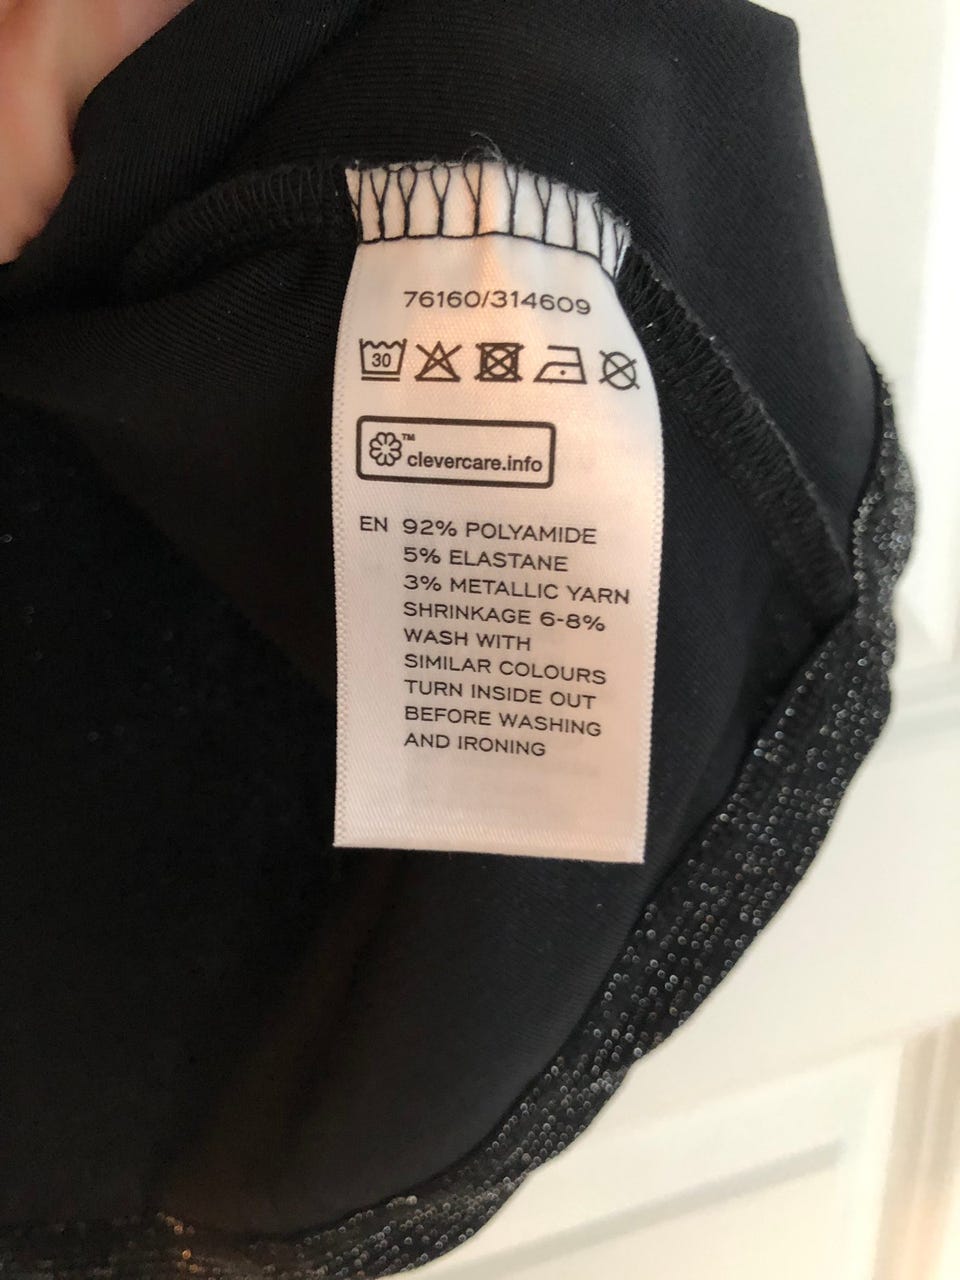 76160/314609
30
™
clevercare.info
EN 92% POLYAMIDE
5% ELASTANE
3% METALLIC YARN
SHRINKAGE 6-8%
WASH WITH
SIMILAR COLOURS
TURN INSIDE OUT
BEFORE WASHING
AND IRONING